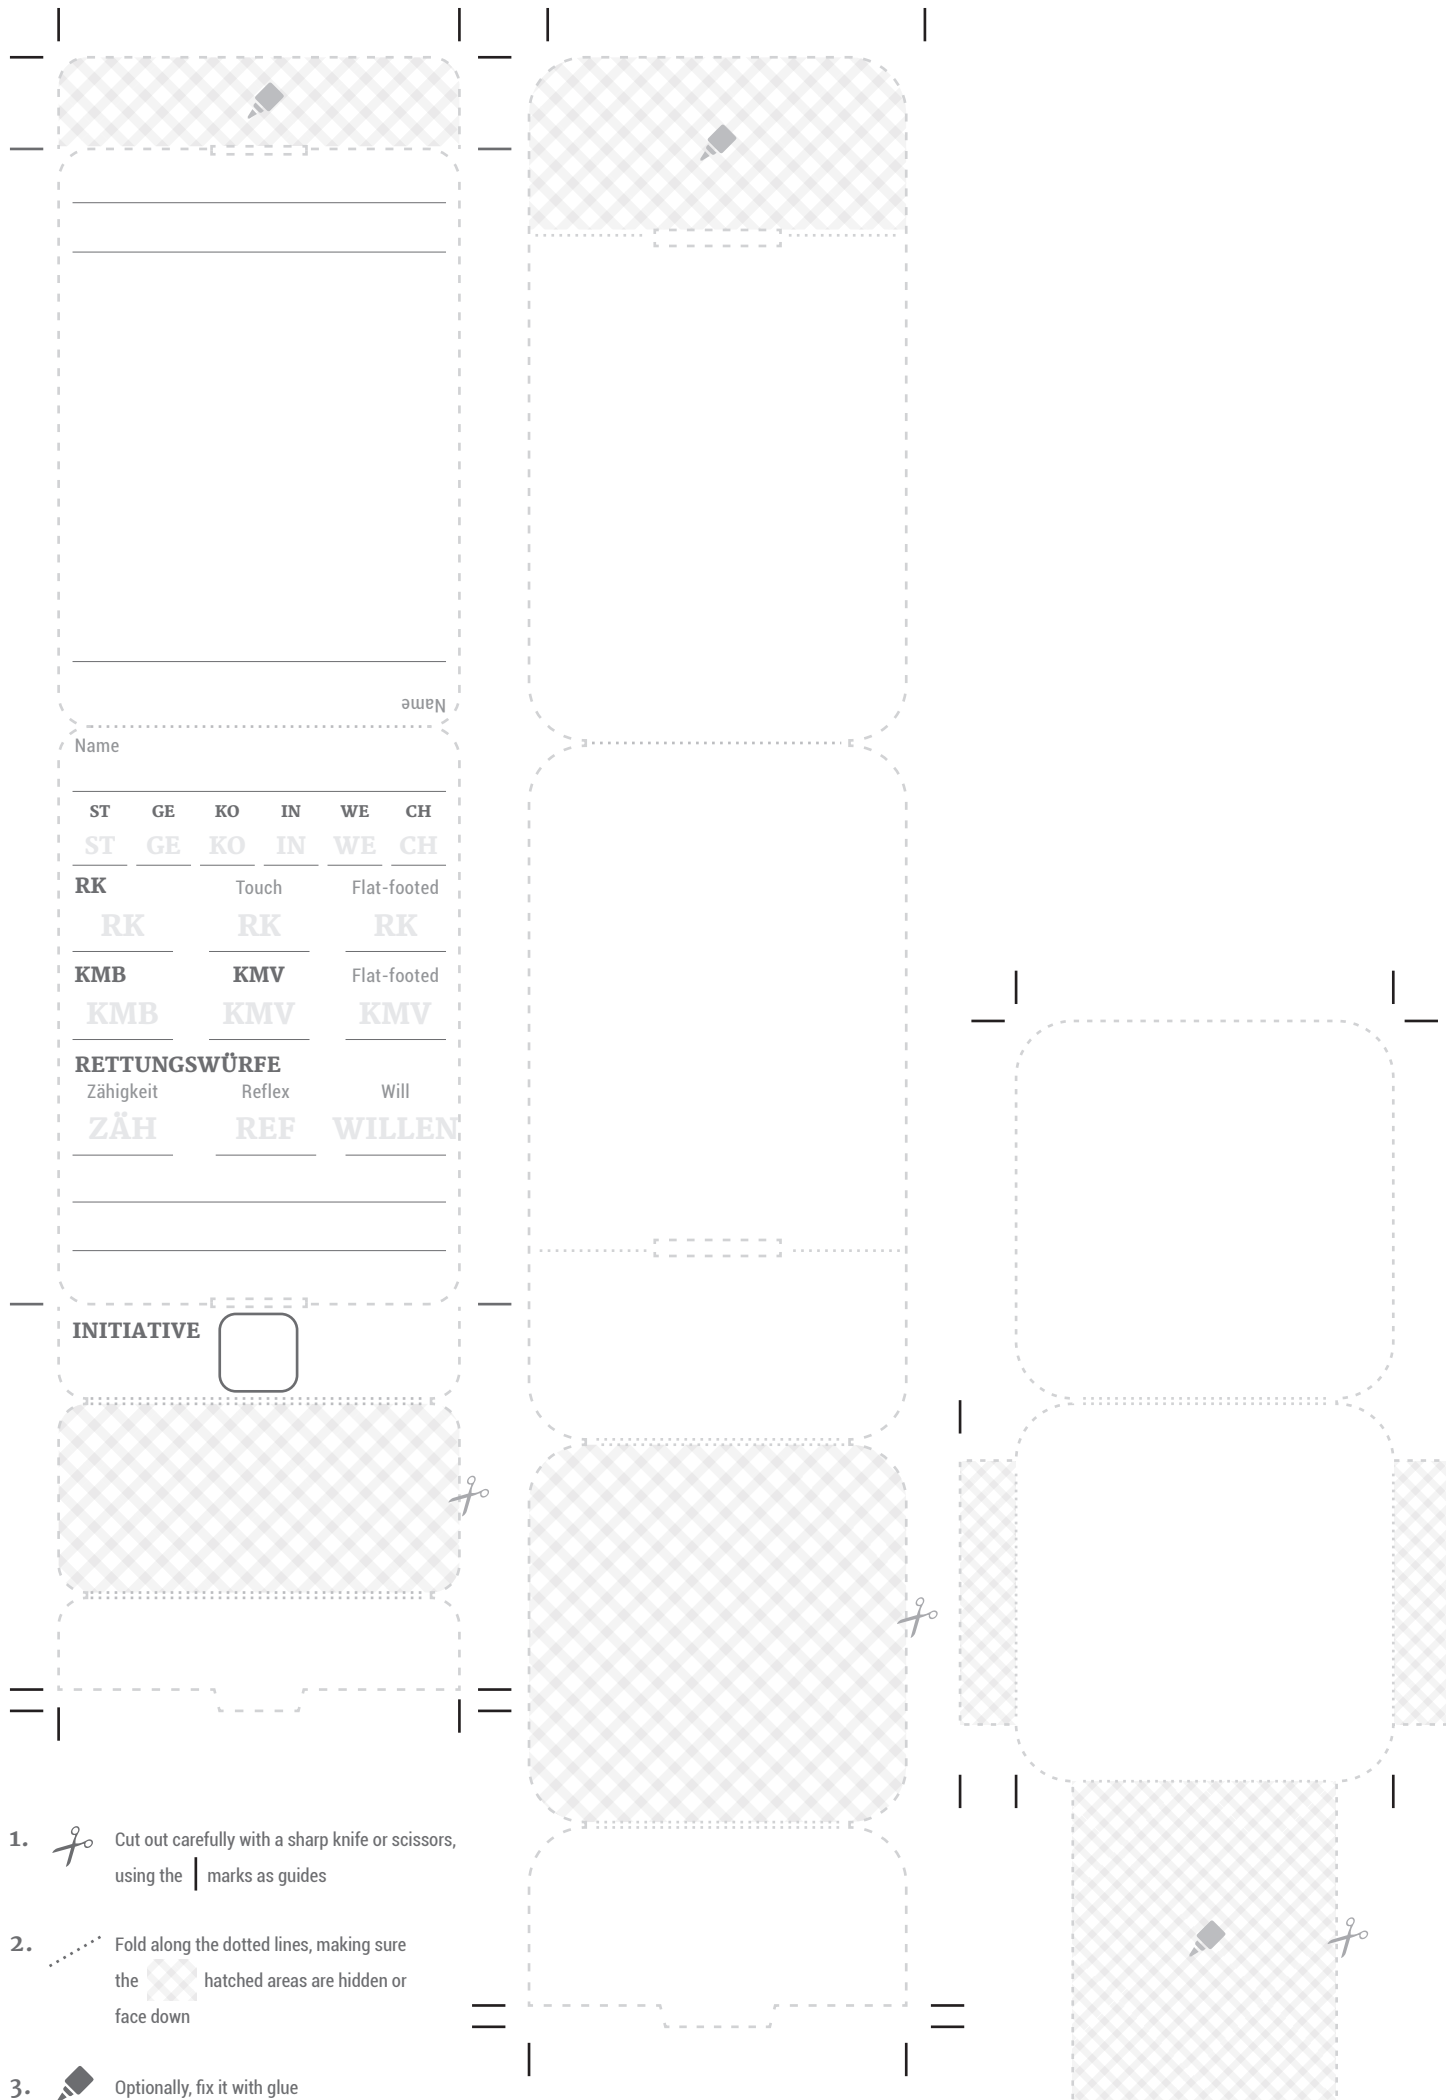 Name
Name
ST GE KO IN WE CH
ST GE KO IN WE CH
RK Touch Flat-footed
RK RK RK
KMB KMV Flat-footed
KMB KMV KMV
RETTUNGSWÜRFE
Zähigkeit Reflex Will
ZÄH REF WILLEN
INITIATIVE
1. Cut out carefully with a sharp knife or scissors,
using the marks as guides
2. Fold along the dotted lines, making sure
the hatched areas are hidden or
face down
3. Optionally, fix it with glue